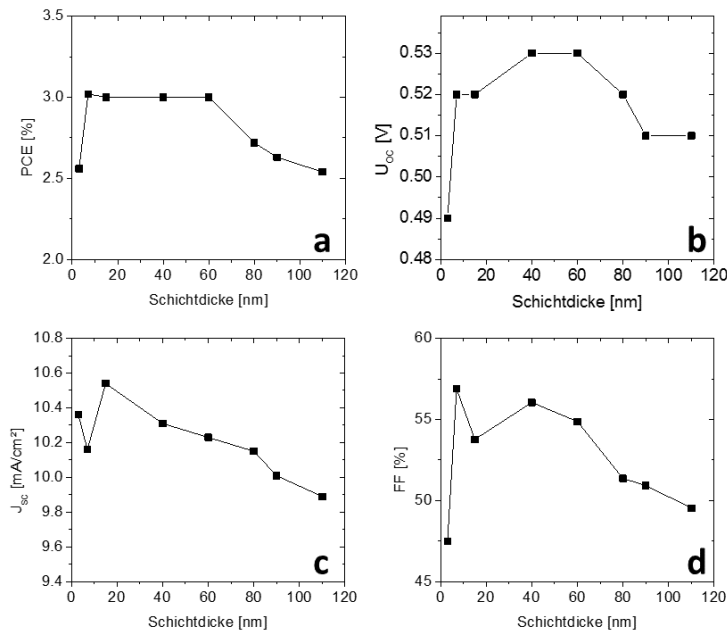 3.5
3.0
2.5
2.0
PCE [%]
a
0 20 40 60 80 100 120
Schichtdicke [nm]
0.53
0.52
0.51
0.50
0.49
0.48
U_OC [V]
b
0 20 40 60 80 100 120
Schichtdicke [nm]
10.8
10.6
10.4
10.2
10.0
9.8
9.6
9.4
J_sc [mA/cm²]
c
0 20 40 60 80 100 120
Schichtdicke [nm]
60
55
50
45
FF [%]
d
0 20 40 60 80 100 120
Schichtdicke [nm]